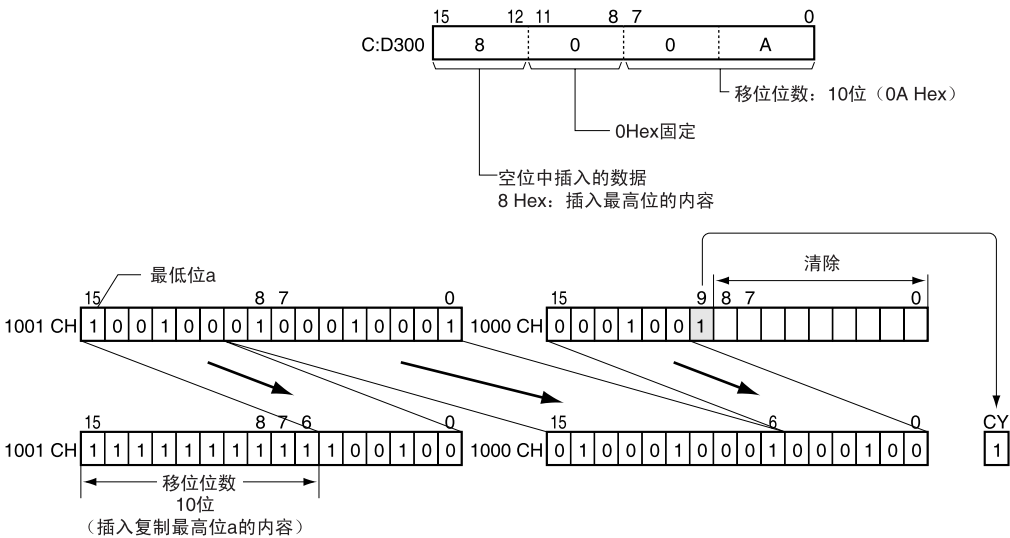 15 12 11 8 7 0
C:D300 8 0 0 A
移位位数：10位（0A Hex）
0Hex固定
空位中插入的数据
8 Hex：插入最高位的内容
最低位a
清除
15 8 7 0 15 9 8 7 0
1001 CH 1 0 0 1 0 0 0 1 0 0 0 1 0 0 0 1 1000 CH 0 0 0 1 0 0 1
15 8 7 6 0 15 6 0 CY
1001 CH 1 1 1 1 1 1 1 1 1 1 1 0 0 1 0 0 1000 CH 0 1 0 0 0 1 0 0 0 1 0 0 0 1 0 0 1
移位位数
10位
（插入复制最高位a的内容）